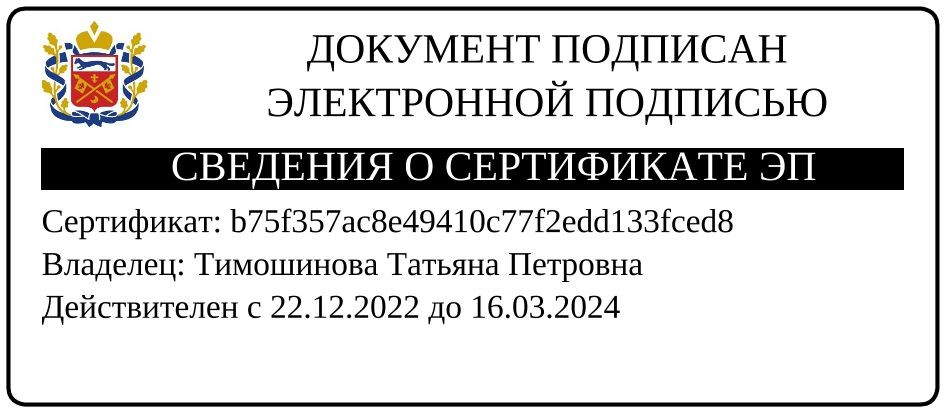 ДОКУМЕНТ ПОДПИСАН
ЭЛЕКТРОННОЙ ПОДПИСЬЮ
СВЕДЕНИЯ О СЕРТИФИКАТЕ ЭП
Сертификат: b75f357ac8e49410c77f2edd133fced8
Владелец: Тимошинова Татьяна Петровна
Действителен с 22.12.2022 до 16.03.2024